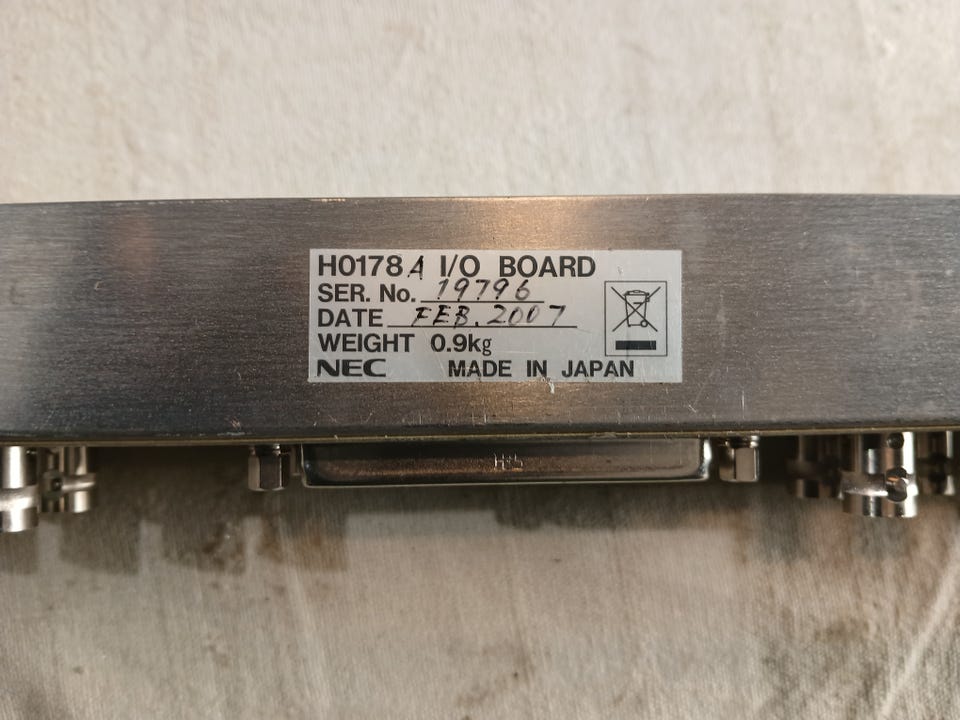 H0178A I/O BOARD
SER. No. 19796
DATE FEB. 2007
WEIGHT 0.9kg
NEC MADE IN JAPAN